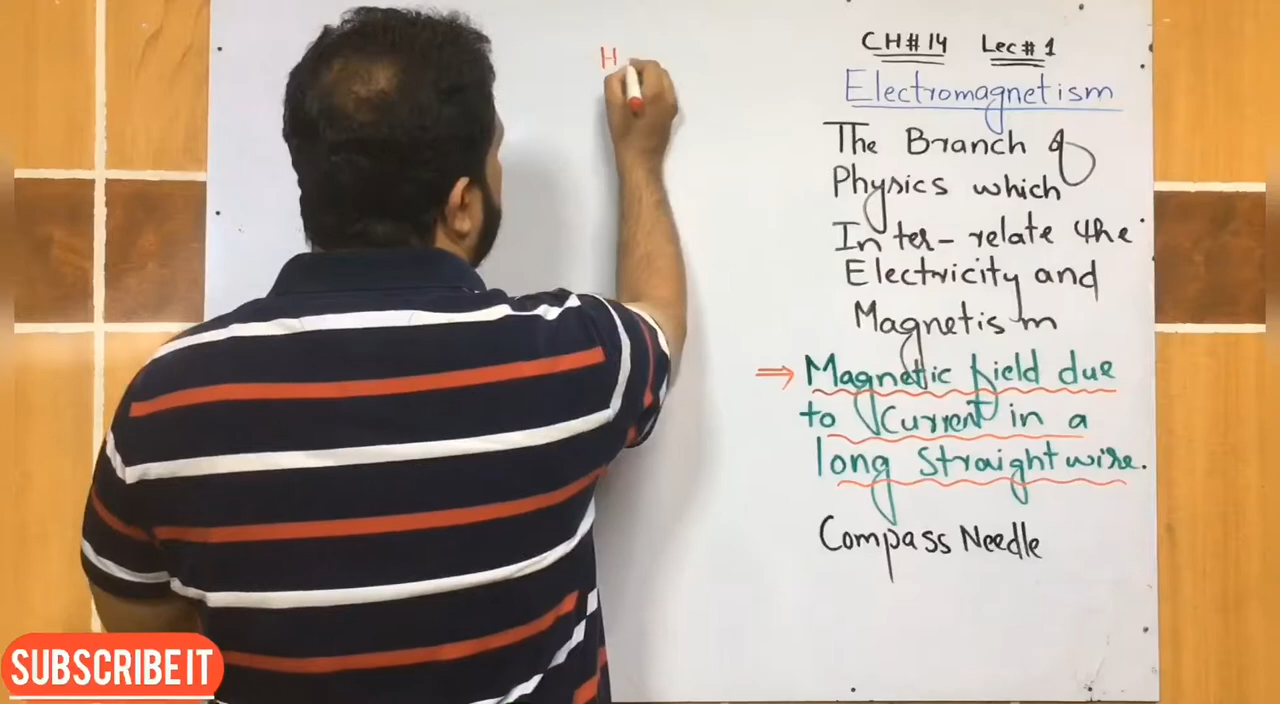 H
CH#14 Lec#1
Electromagnetism
The Branch of
Physics which
Inter-relate the
Electricity and
Magnetism
⇒ Magnetic field due
to Current in a
long Straight wire.
Compass Needle
SUBSCRIBE IT